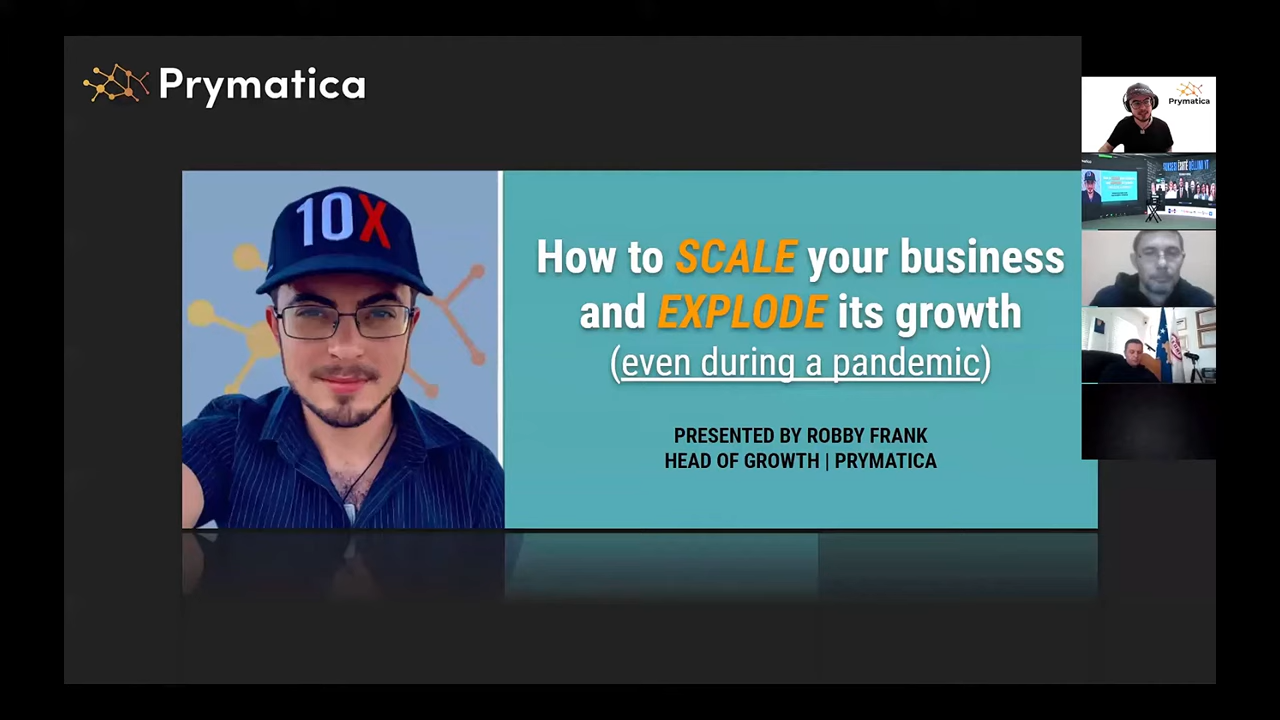 Prymatica
10X
How to SCALE your business
and EXPLODE its growth
(even during a pandemic)
PRESENTED BY ROBBY FRANK
HEAD OF GROWTH | PRYMATICA
Prymatica